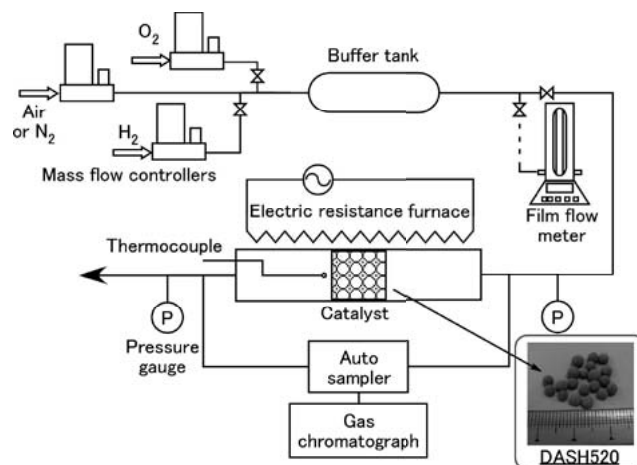 O2
Buffer tank
Air
or N2
H2
Mass flow controllers
Film flow
meter
Electric resistance furnace
Thermocouple
Catalyst
P
Pressure
gauge
P
Auto
sampler
Gas
chromatograph
DASH520